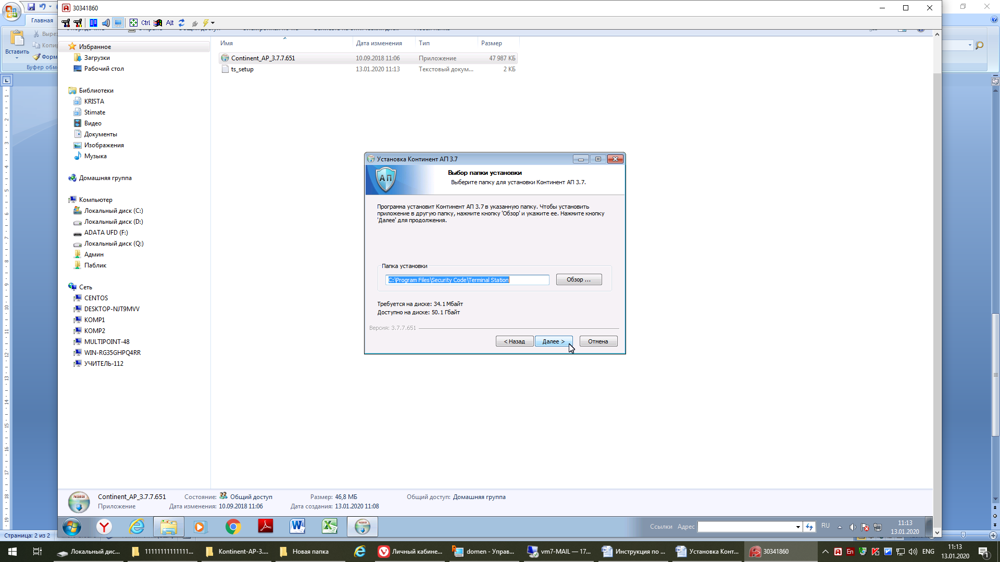 30341860
Главная
Ctrl
Alt
Вставить
Буфер
Избранное
Загрузки
Рабочий стол
Библиотеки
KRISTA
Stimate
Видео
Документы
Изображения
Музыка
Домашняя группа
Компьютер
Локальный диск (C:)
Локальный диск (D:)
ADATA UFD (F:)
Локальный диск (Q:)
Админ
Паблик
Сеть
CENTOS
DESKTOP-NJT9MVV
KOMP1
KOMP2
MULTIPOINT-48
WIN-RG35GHPQ4RR
УЧИТЕЛЬ-112
Имя Дата изменения Тип Размер
Continent_AP_3.7.7.651 10.09.2018 11:06 Приложение 47 987 КБ
ts_setup 13.01.2020 11:13 Текстовый докум... 2 КБ
Установка Континент АП 3.7
АП
Выбор папки установки
Выберите папку для установки Континент АП 3.7.
Программа установит Континент АП 3.7 в указанную папку. Чтобы установить
приложение в другую папку, нажмите кнопку 'Обзор' и укажите ее. Нажмите кнопку
'Далее' для продолжения.
Папка установки
C:\Program Files\Security Code\Terminal Station
Обзор ...
Требуется на диске: 34.1 Мбайт
Доступно на диске: 50.1 Гбайт
Версия: 3.7.7.651
< Назад Далее > Отмена
Continent_AP_3.7.7.651 Состояние: Общий доступ Размер: 46,8 МБ Общий доступ: Домашняя группа
Приложение Дата изменения: 10.09.2018 11:06 Дата создания: 13.01.2020 11:08
Ссылки Адрес RU 11:13
13.01.2020
Страница: 2 из 2
Локальный дис... 11111111111111... Kontinent-AP-3.... Новая папка Личный кабине... domen - Управ... vm7-MAIL — 17... Инструкция по ... Установка Конт... 30341860 ENG 11:13
13.01.2020